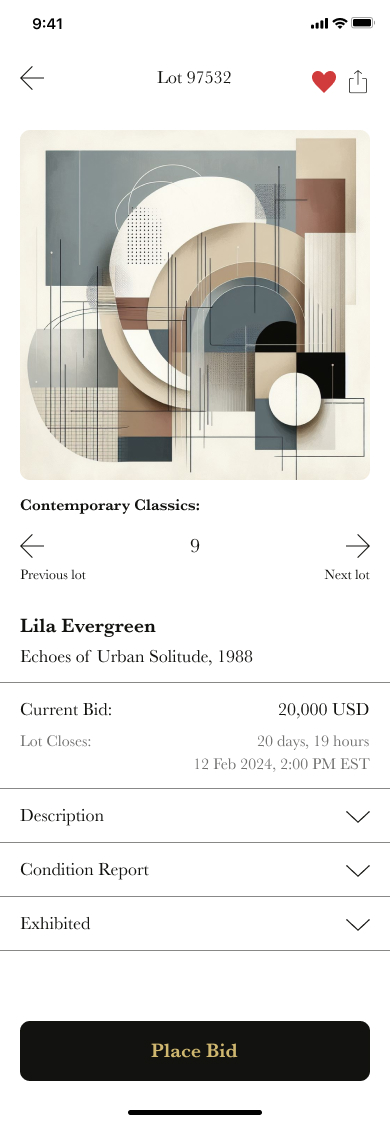 9:41
Lot 97532
Contemporary Classics:
9
Previous lot Next lot
Lila Evergreen
Echoes of Urban Solitude, 1988
Current Bid: 20,000 USD
Lot Closes: 20 days, 19 hours
12 Feb 2024, 2:00 PM EST
Description
Condition Report
Exhibited
Place Bid